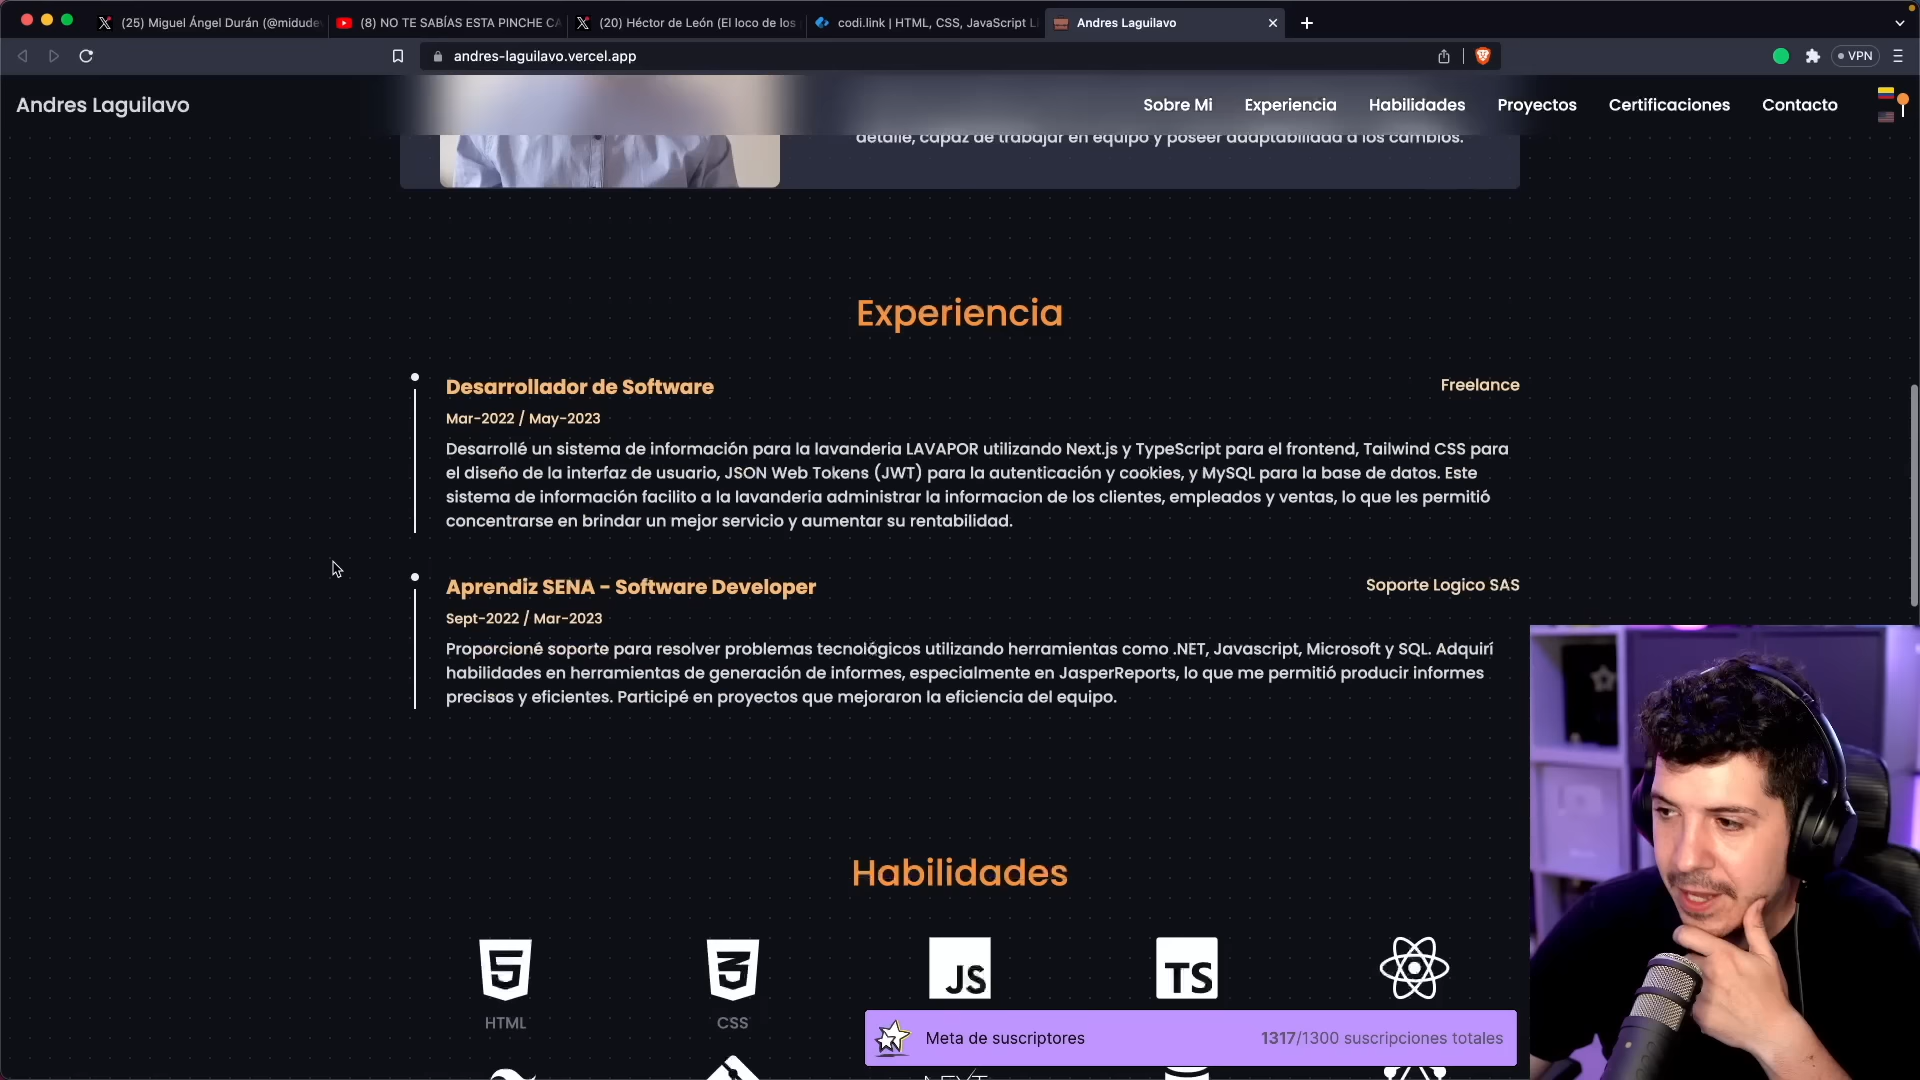 (25) Miguel Ángel Durán (@midude
(8) NO TE SABÍAS ESTA PINCHE CA
(20) Héctor de León (El loco de los
codi.link | HTML, CSS, JavaScript Li
Andres Laguilavo
andres-laguilavo.vercel.app
VPN
Andres Laguilavo
Sobre Mi
Experiencia
Habilidades
Proyectos
Certificaciones
Contacto
detalle, capaz de trabajar en equipo y poseer adaptabilidad a los cambios.
Experiencia
Desarrollador de Software
Freelance
Mar-2022 / May-2023
Desarrollé un sistema de información para la lavanderia LAVAPOR utilizando Next.js y TypeScript para el frontend, Tailwind CSS para
el diseño de la interfaz de usuario, JSON Web Tokens (JWT) para la autenticación y cookies, y MySQL para la base de datos. Este
sistema de información facilito a la lavanderia administrar la informacion de los clientes, empleados y ventas, lo que les permitió
concentrarse en brindar un mejor servicio y aumentar su rentabilidad.
Aprendiz SENA - Software Developer
Soporte Logico SAS
Sept-2022 / Mar-2023
Proporcioné soporte para resolver problemas tecnológicos utilizando herramientas como .NET, Javascript, Microsoft y SQL. Adquirí
habilidades en herramientas de generación de informes, especialmente en JasperReports, lo que me permitió producir informes
precisos y eficientes. Participé en proyectos que mejoraron la eficiencia del equipo.
Habilidades
5
3
JS
TS
HTML
CSS
Meta de suscriptores
1317/1300 suscripciones totales